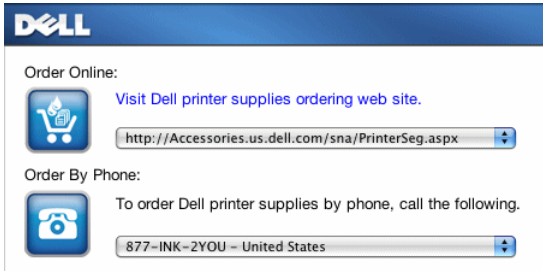 DELL
Order Online:
Visit Dell printer supplies ordering web site.
http://Accessories.us.dell.com/sna/PrinterSeg.aspx
Order By Phone:
To order Dell printer supplies by phone, call the following.
877-INK-2YOU - United States